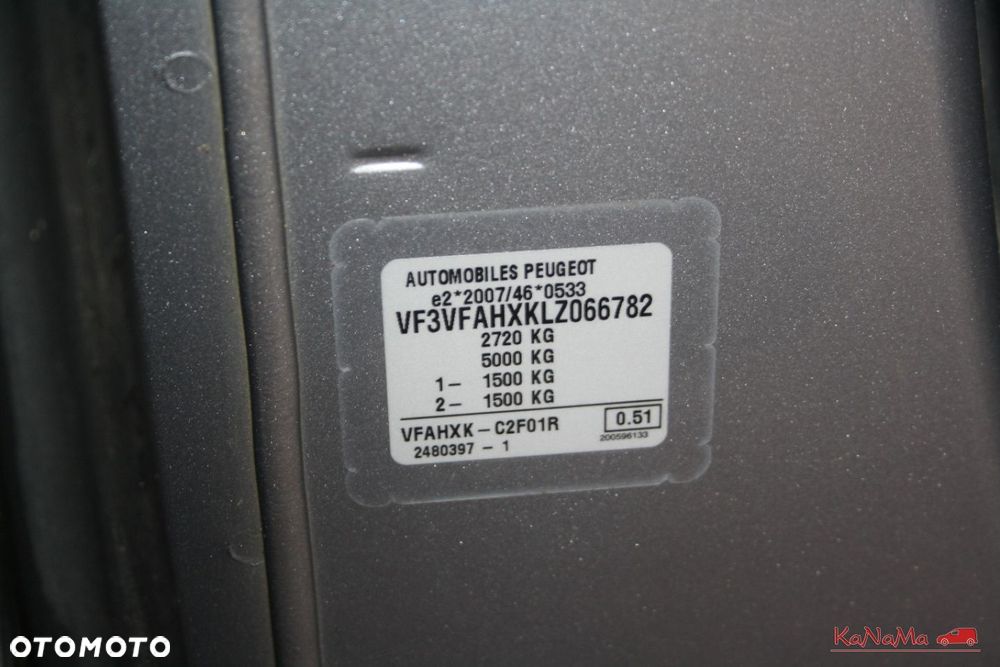 AUTOMOBILES PEUGEOT
e2*2007/46*0533
VF3VFAHXKLZ066782
2720 KG
5000 KG
1– 1500 KG
2– 1500 KG
VFAHXK – C2F01R
0.51
2480397 – 1
200596133
OTOMOTO
KaNaMa